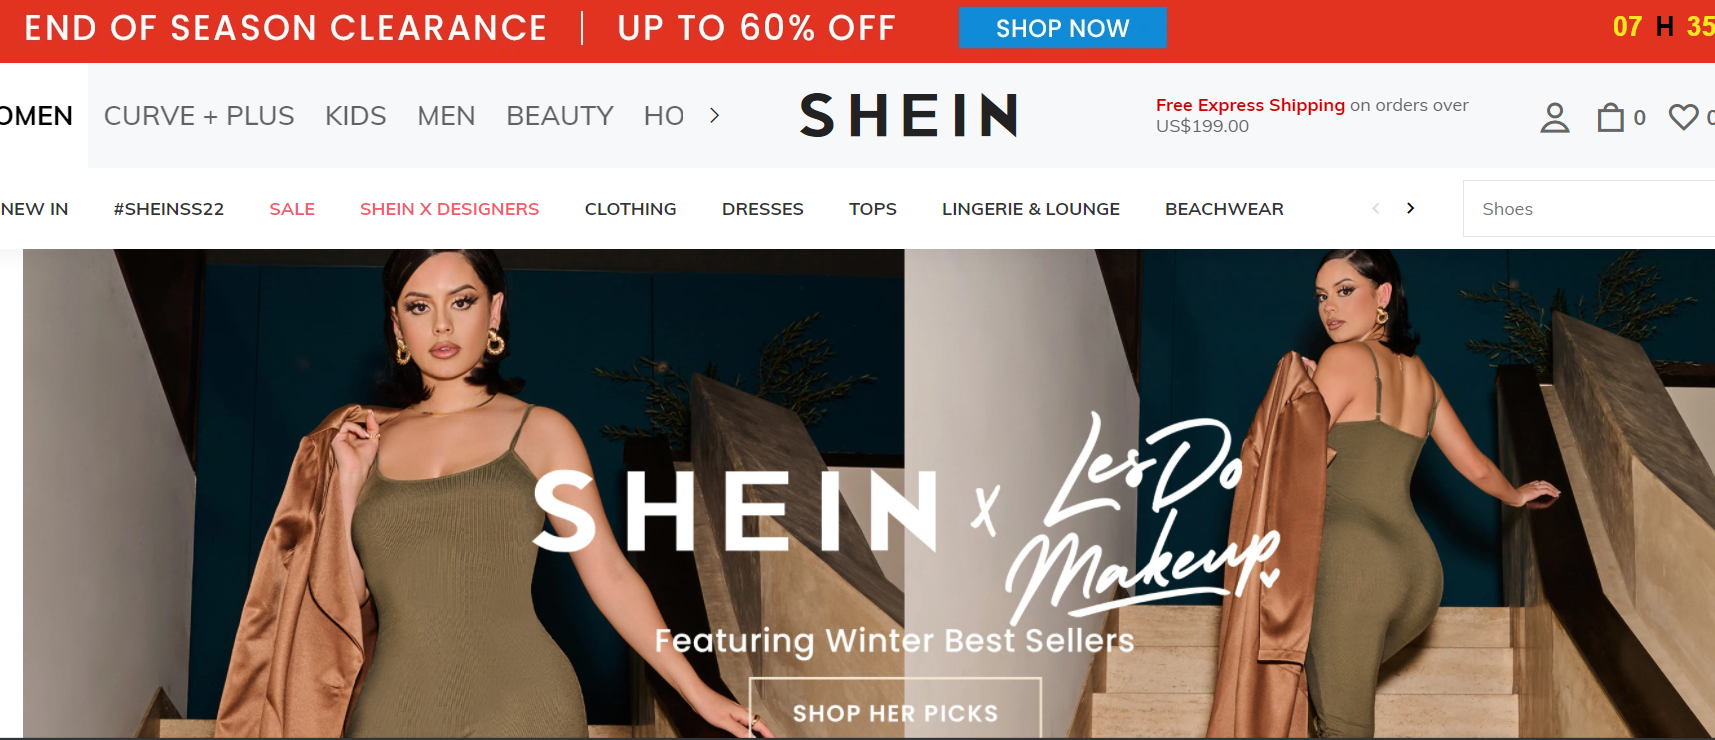 END OF SEASON CLEARANCE | UP TO 60% OFF SHOP NOW 07 H 35
OMEN CURVE + PLUS KIDS MEN BEAUTY HO > SHEIN
Free Express Shipping on orders over
US$199.00
0 0
NEW IN #SHEINSS22 SALE SHEIN X DESIGNERS CLOTHING DRESSES TOPS LINGERIE & LOUNGE BEACHWEAR < > Shoes
SHEIN x LesDo
Makeup
Featuring Winter Best Sellers
SHOP HER PICKS